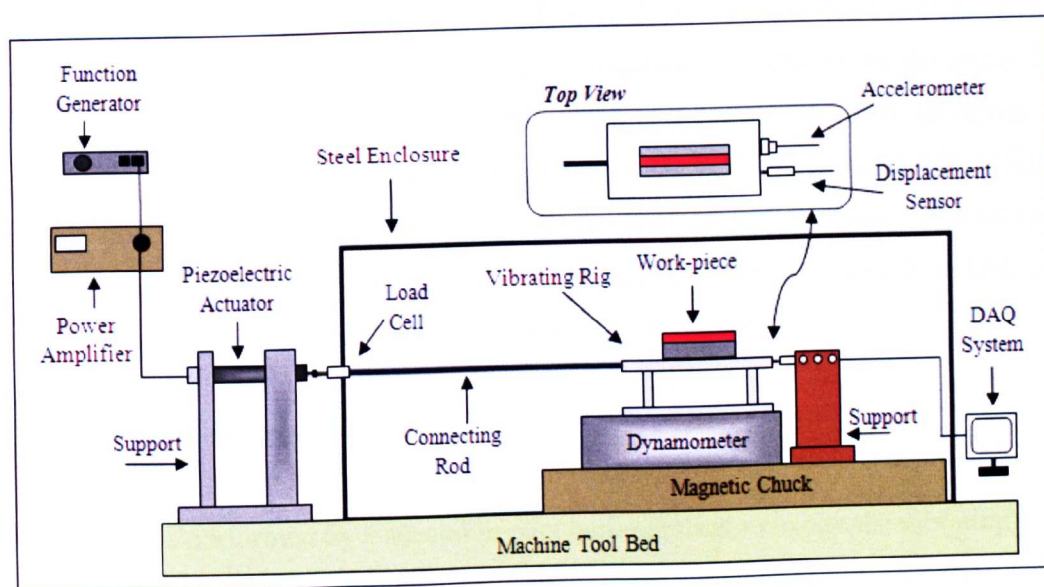 Function
Generator
Top View
Accelerometer
Steel Enclosure
Displacement
Sensor
Piezoelectric
Actuator
Vibrating Rig
Work-piece
Load
Cell
Power
Amplifier
DAQ
System
Support
Connecting
Rod
Dynamometer
Support
Magnetic Chuck
Machine Tool Bed